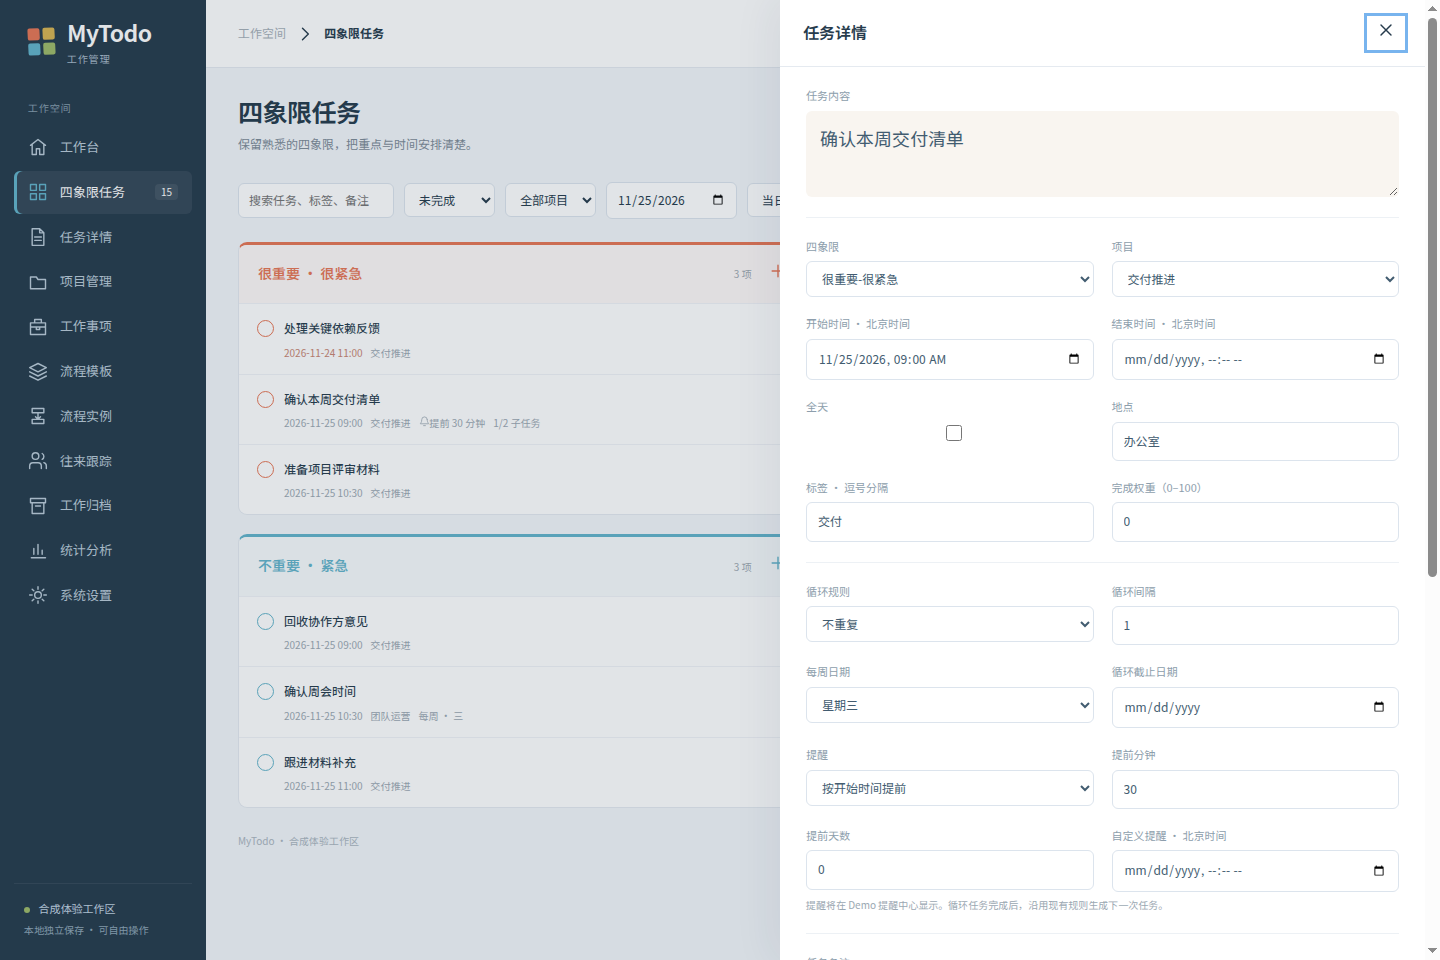 MyTodo
工作管理
工作空间
工作台
四象限任务 15
任务详情
项目管理
工作事项
流程模板
流程实例
往来跟踪
工作归档
统计分析
系统设置
合成体验工作区
本地独立保存 · 可自由操作
工作空间 四象限任务
四象限任务
保留熟悉的四象限，把重点与时间安排清楚。
搜索任务、标签、备注 未完成 全部项目 11/25/2026
很重要 · 很紧急 3 项
处理关键依赖反馈
2026-11-24 11:00 交付推进
确认本周交付清单
2026-11-25 09:00 交付推进 提前 30 分钟 1/2 子任务
准备项目评审材料
2026-11-25 10:30 交付推进
不重要 · 紧急 3 项
回收协作方意见
2026-11-25 09:00 交付推进
确认周会时间
2026-11-25 10:30 团队运营 每周 · 三
跟进材料补充
2026-11-25 11:00 交付推进
MyTodo · 合成体验工作区
任务详情
任务内容
确认本周交付清单
四象限 项目
很重要-很紧急 交付推进
开始时间 · 北京时间 结束时间 · 北京时间
11/25/2026, 09:00 AM mm/dd/yyyy, --:-- --
全天 地点
办公室
标签 · 逗号分隔 完成权重（0–100）
交付 0
循环规则 循环间隔
不重复 1
每周日期 循环截止日期
星期三 mm/dd/yyyy
提醒 提前分钟
按开始时间提前 30
提前天数 自定义提醒 · 北京时间
0 mm/dd/yyyy, --:-- --
提醒将在 Demo 提醒中心显示。循环任务完成后，沿用现有规则生成下一次任务。